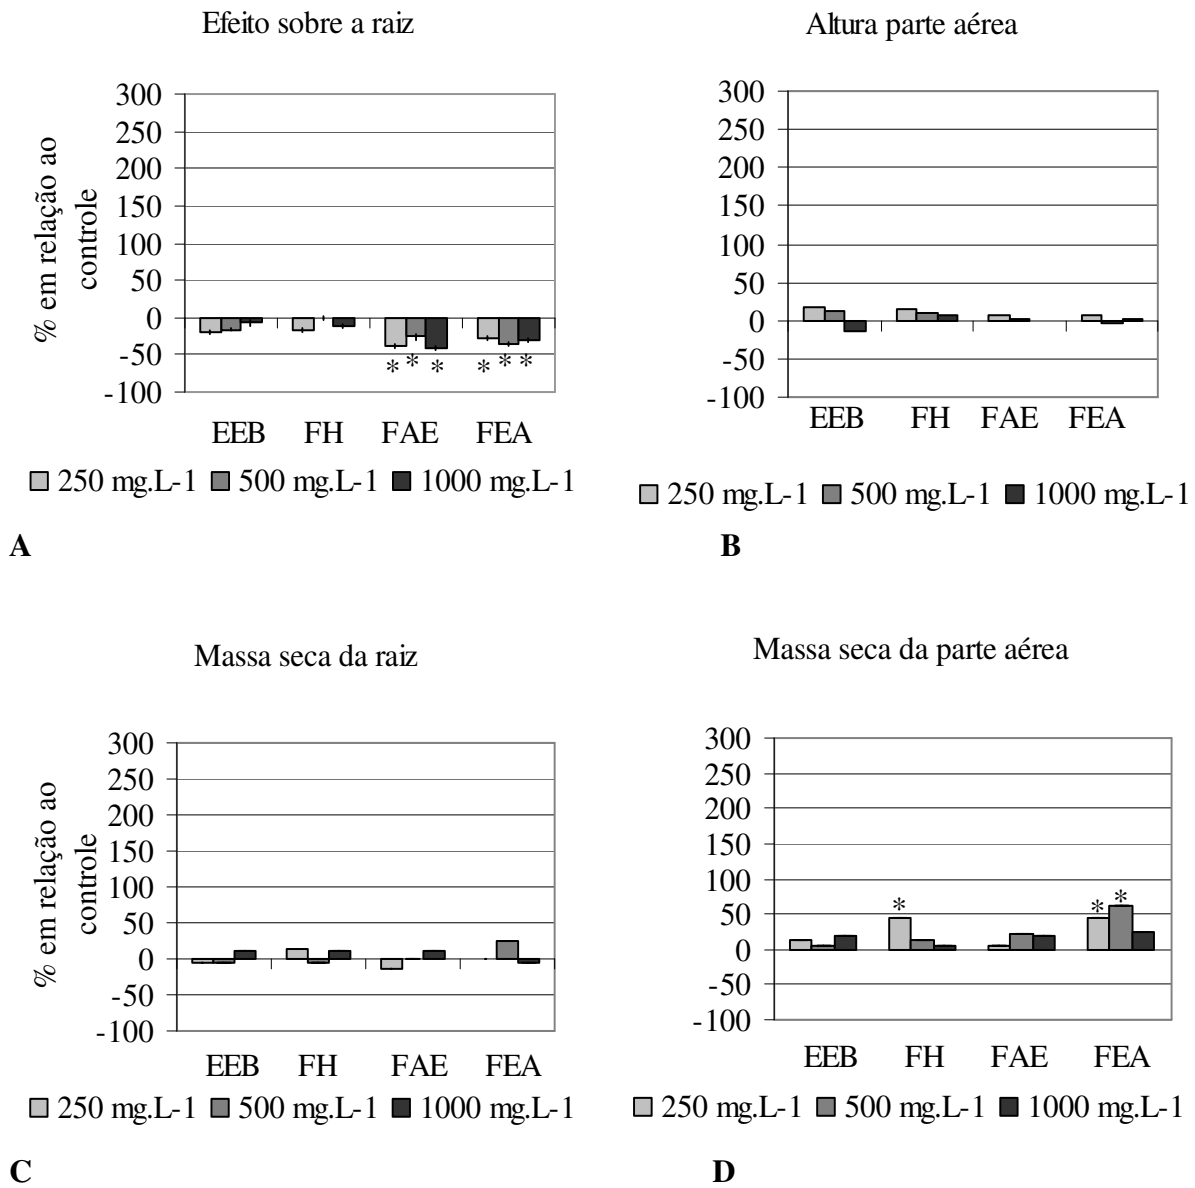 Efeito sobre a raiz
% em relação ao
controle
300
250
200
150
100
50
0
-50
-100
* * * * * *
EEB FH FAE FEA
250 mg.L-1 500 mg.L-1 1000 mg.L-1
A
Altura parte aérea
300
250
200
150
100
50
0
-50
-100
EEB FH FAE FEA
250 mg.L-1 500 mg.L-1 1000 mg.L-1
B
Massa seca da raiz
% em relação ao
controle
300
250
200
150
100
50
0
-50
-100
EEB FH FAE FEA
250 mg.L-1 500 mg.L-1 1000 mg.L-1
C
Massa seca da parte aérea
300
250
200
150
100
50
0
-50
-100
* * *
EEB FH FAE FEA
250 mg.L-1 500 mg.L-1 1000 mg.L-1
D